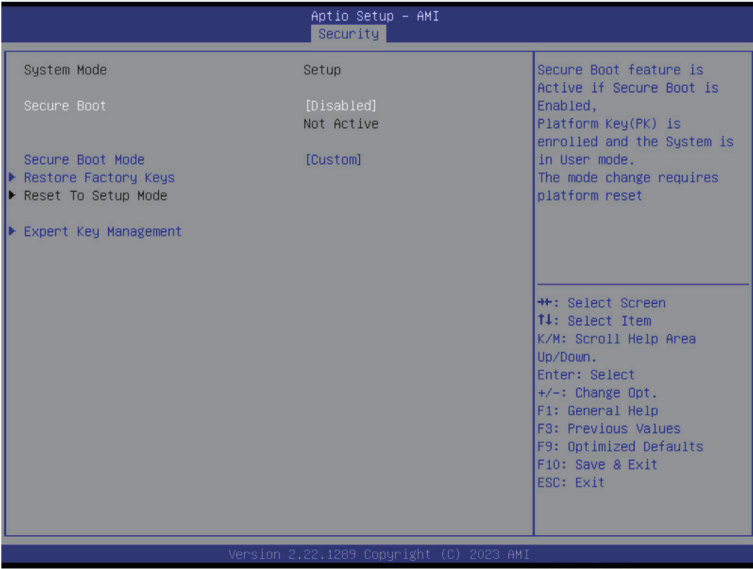 Aptio Setup - AMI
Security
System Mode Setup
Secure Boot [Disabled]
Not Active
Secure Boot Mode [Custom]
Restore Factory Keys
Reset To Setup Mode
Expert Key Management
Secure Boot feature is
Active if Secure Boot is
Enabled,
Platform Key(PK) is
enrolled and the System is
in User mode.
The mode change requires
platform reset
→←: Select Screen
↑↓: Select Item
K/M: Scroll Help Area
Up/Down.
Enter: Select
+/-: Change Opt.
F1: General Help
F3: Previous Values
F9: Optimized Defaults
F10: Save & Exit
ESC: Exit
Version 2.22.1289 Copyright (C) 2023 AMI